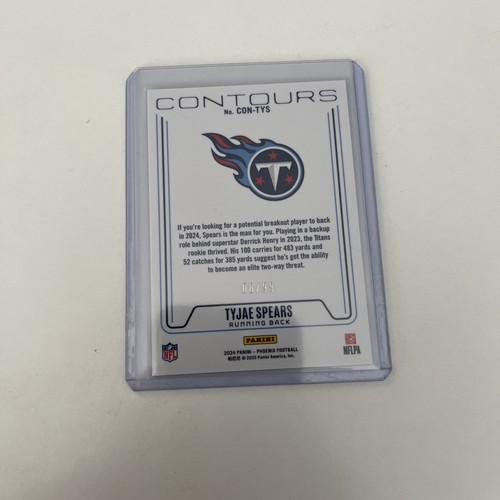 CONTOURS
No. CON-TYS
T
If you're looking for a potential breakout player to back
in 2024, Spears is the man for you. Playing in a backup
role behind superstar Derrick Henry in 2023, the Titans
rookie thrived. His 100 carries for 483 yards and
52 catches for 385 yards suggest he's got the ability
to become an elite two-way threat.
TYJAE SPEARS
RUNNING BACK
NFL
PANINI
NFLPA
2024 PANINI – PHOENIX FOOTBALL
© 2025 Panini America, Inc.